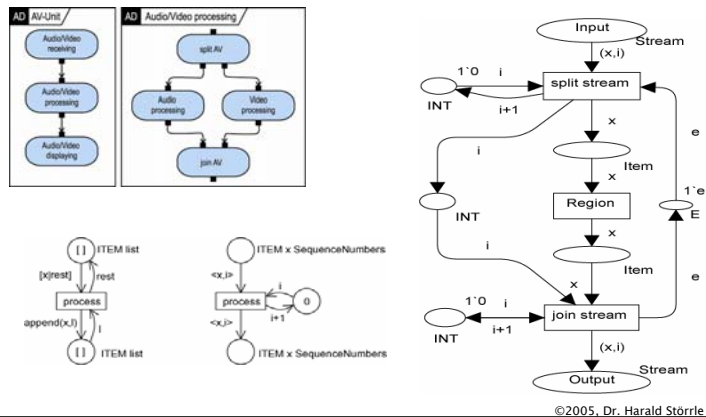 AD AV-Unit
Audio/Video
receiving
Audio/Video
processing
Audio/Video
displaying
AD Audio/Video processing
split AV
Audio
processing
Video
processing
join AV
[ ] ITEM list
[x|rest] rest
process
append(x,l) l
[ ] ITEM list
ITEM x SequenceNumbers
<x,i> i
process 0
<x,i> i+1
ITEM x SequenceNumbers
Input
Stream
(x,i)
1`0 i
split stream
INT
i+1
x
i
e
Item
x
1`e
Region
INT
E
x
i
Item
e
x
1`0 i
join stream
i+1
INT
(x,i)
Stream
Output
©2005, Dr. Harald Störrle